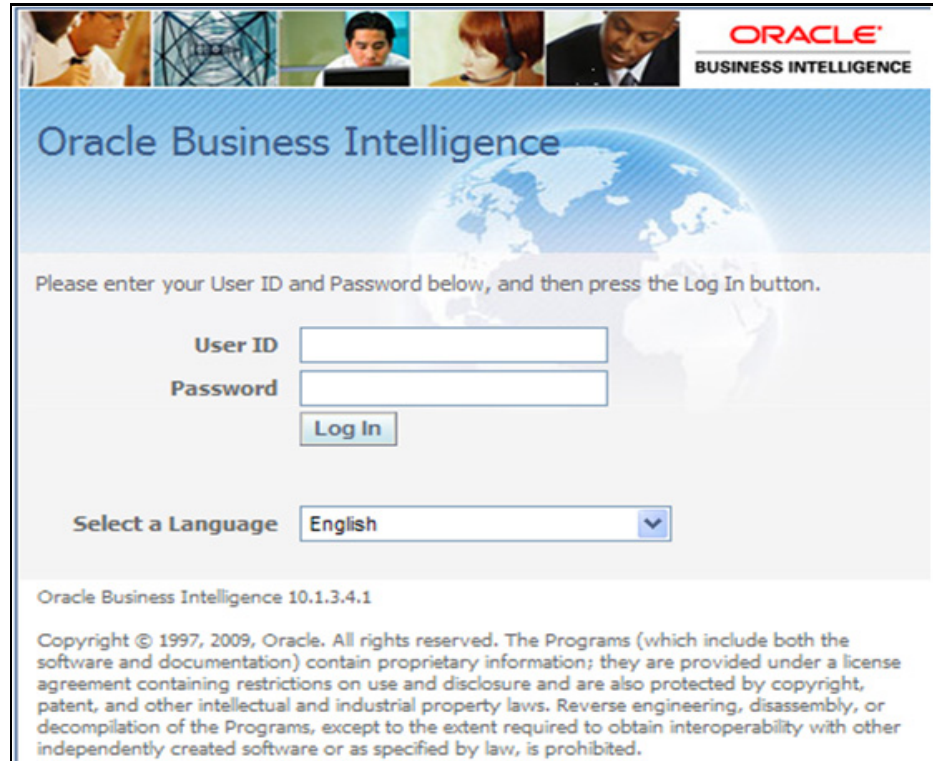 ORACLE
BUSINESS INTELLIGENCE
Oracle Business Intelligence
Please enter your User ID and Password below, and then press the Log In button.
User ID
Password
Log In
Select a Language English
Oracle Business Intelligence 10.1.3.4.1
Copyright © 1997, 2009, Oracle. All rights reserved. The Programs (which include both the
software and documentation) contain proprietary information; they are provided under a license
agreement containing restrictions on use and disclosure and are also protected by copyright,
patent, and other intellectual and industrial property laws. Reverse engineering, disassembly, or
decompilation of the Programs, except to the extent required to obtain interoperability with other
independently created software or as specified by law, is prohibited.